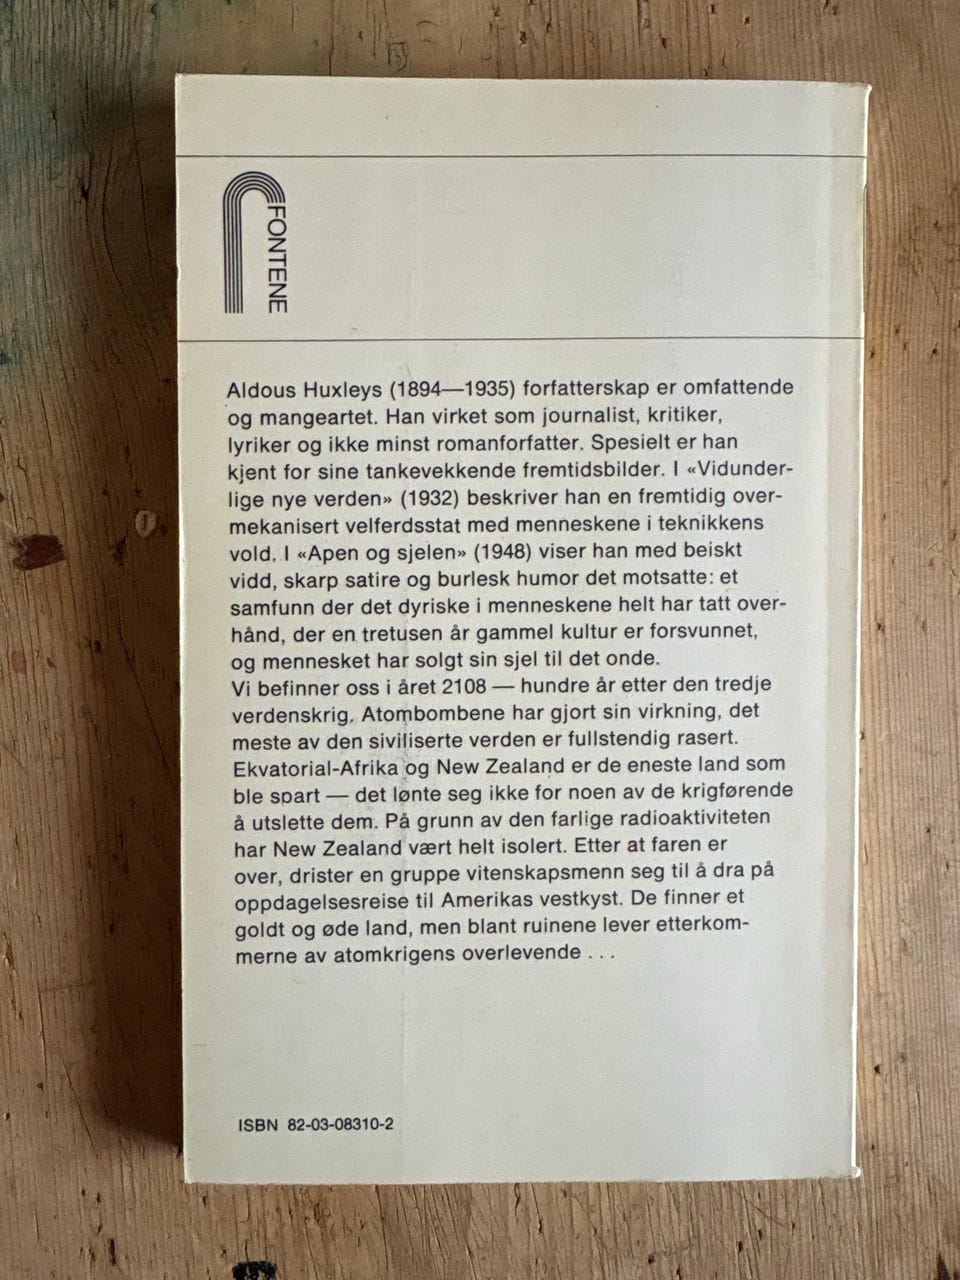 FONTENE
Aldous Huxleys (1894—1935) forfatterskap er omfattende
og mangeartet. Han virket som journalist, kritiker,
lyriker og ikke minst romanforfatter. Spesielt er han
kjent for sine tankevekkende fremtidsbilder. I «Vidunder-
lige nye verden» (1932) beskriver han en fremtidig over-
mekanisert velferdsstat med menneskene i teknikkens
vold. I «Apen og sjelen» (1948) viser han med beiskt
vidd, skarp satire og burlesk humor det motsatte: et
samfunn der det dyriske i menneskene helt har tatt over-
hånd, der en tretusen år gammel kultur er forsvunnet,
og mennesket har solgt sin sjel til det onde.
Vi befinner oss i året 2108 — hundre år etter den tredje
verdenskrig. Atombombene har gjort sin virkning, det
meste av den siviliserte verden er fullstendig rasert.
Ekvatorial-Afrika og New Zealand er de eneste land som
ble spart — det lønte seg ikke for noen av de krigførende
å utslette dem. På grunn av den farlige radioaktiviteten
har New Zealand vært helt isolert. Etter at faren er
over, drister en gruppe vitenskapsmenn seg til å dra på
oppdagelsesreise til Amerikas vestkyst. De finner et
goldt og øde land, men blant ruinene lever etterkom-
merne av atomkrigens overlevende . . .
ISBN 82-03-08310-2